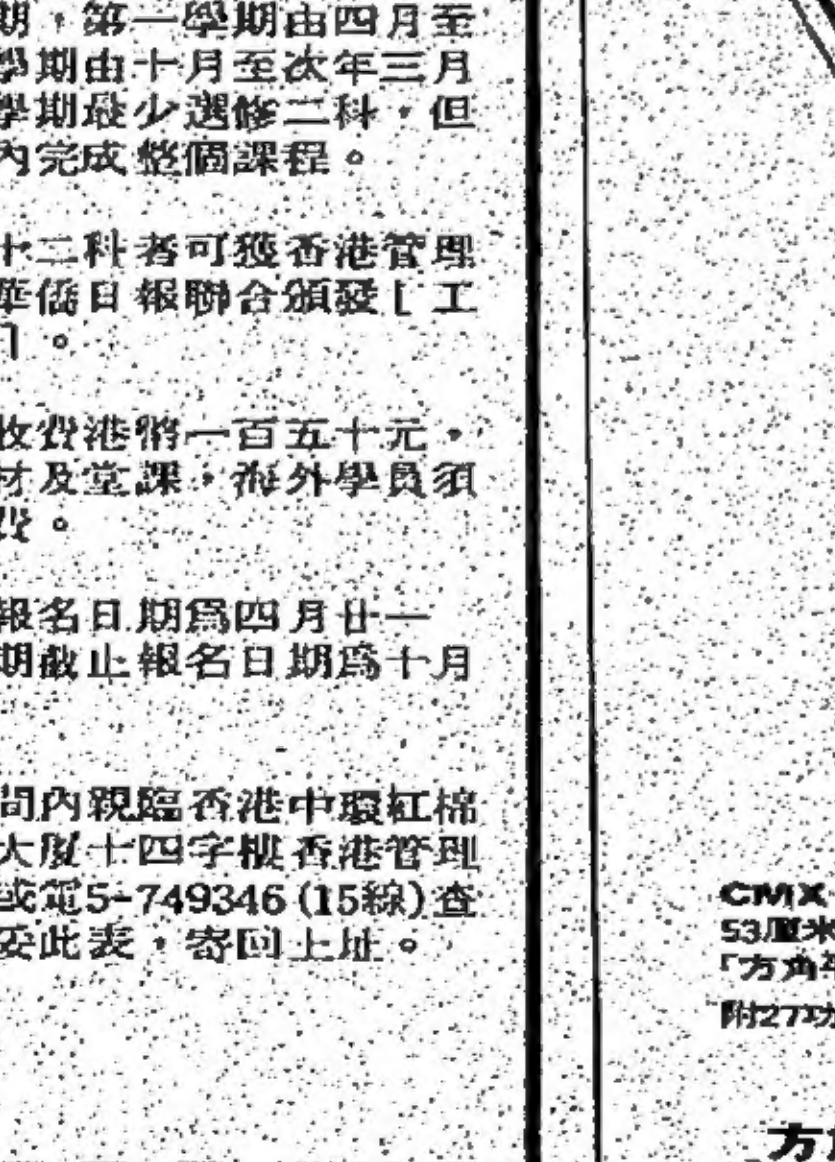 期，第一學期由四月至
學期由十月至次年三月
學期最少選修二科，但
內完成整個課程。
十二科者可獲香港管理
華僑日報聯合頒發〔工
〕。
收費港幣一百五十元，
材及堂課，海外學員須
費。
報名日期爲四月廿一
期截止報名日期爲十月
間內親臨香港中環紅棉
大廈十四字樓香港管理
或電5-749346(15線)查
妥此表，寄回上址。
CMX
53厘米
「方角平
附27功
方